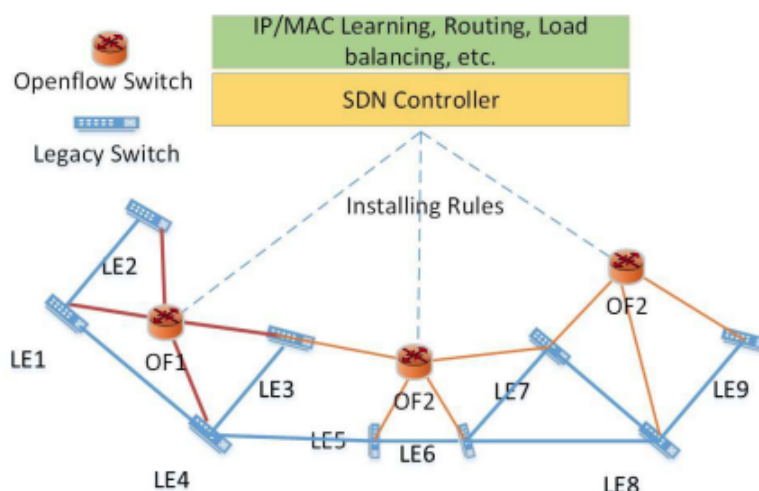 IP/MAC Learning, Routing, Load
balancing, etc.
Openflow Switch
SDN Controller
Legacy Switch
Installing Rules
LE2
OF2
LE1
OF1
LE3
OF2
LE7
LE9
LE5
LE6
LE4
LE8